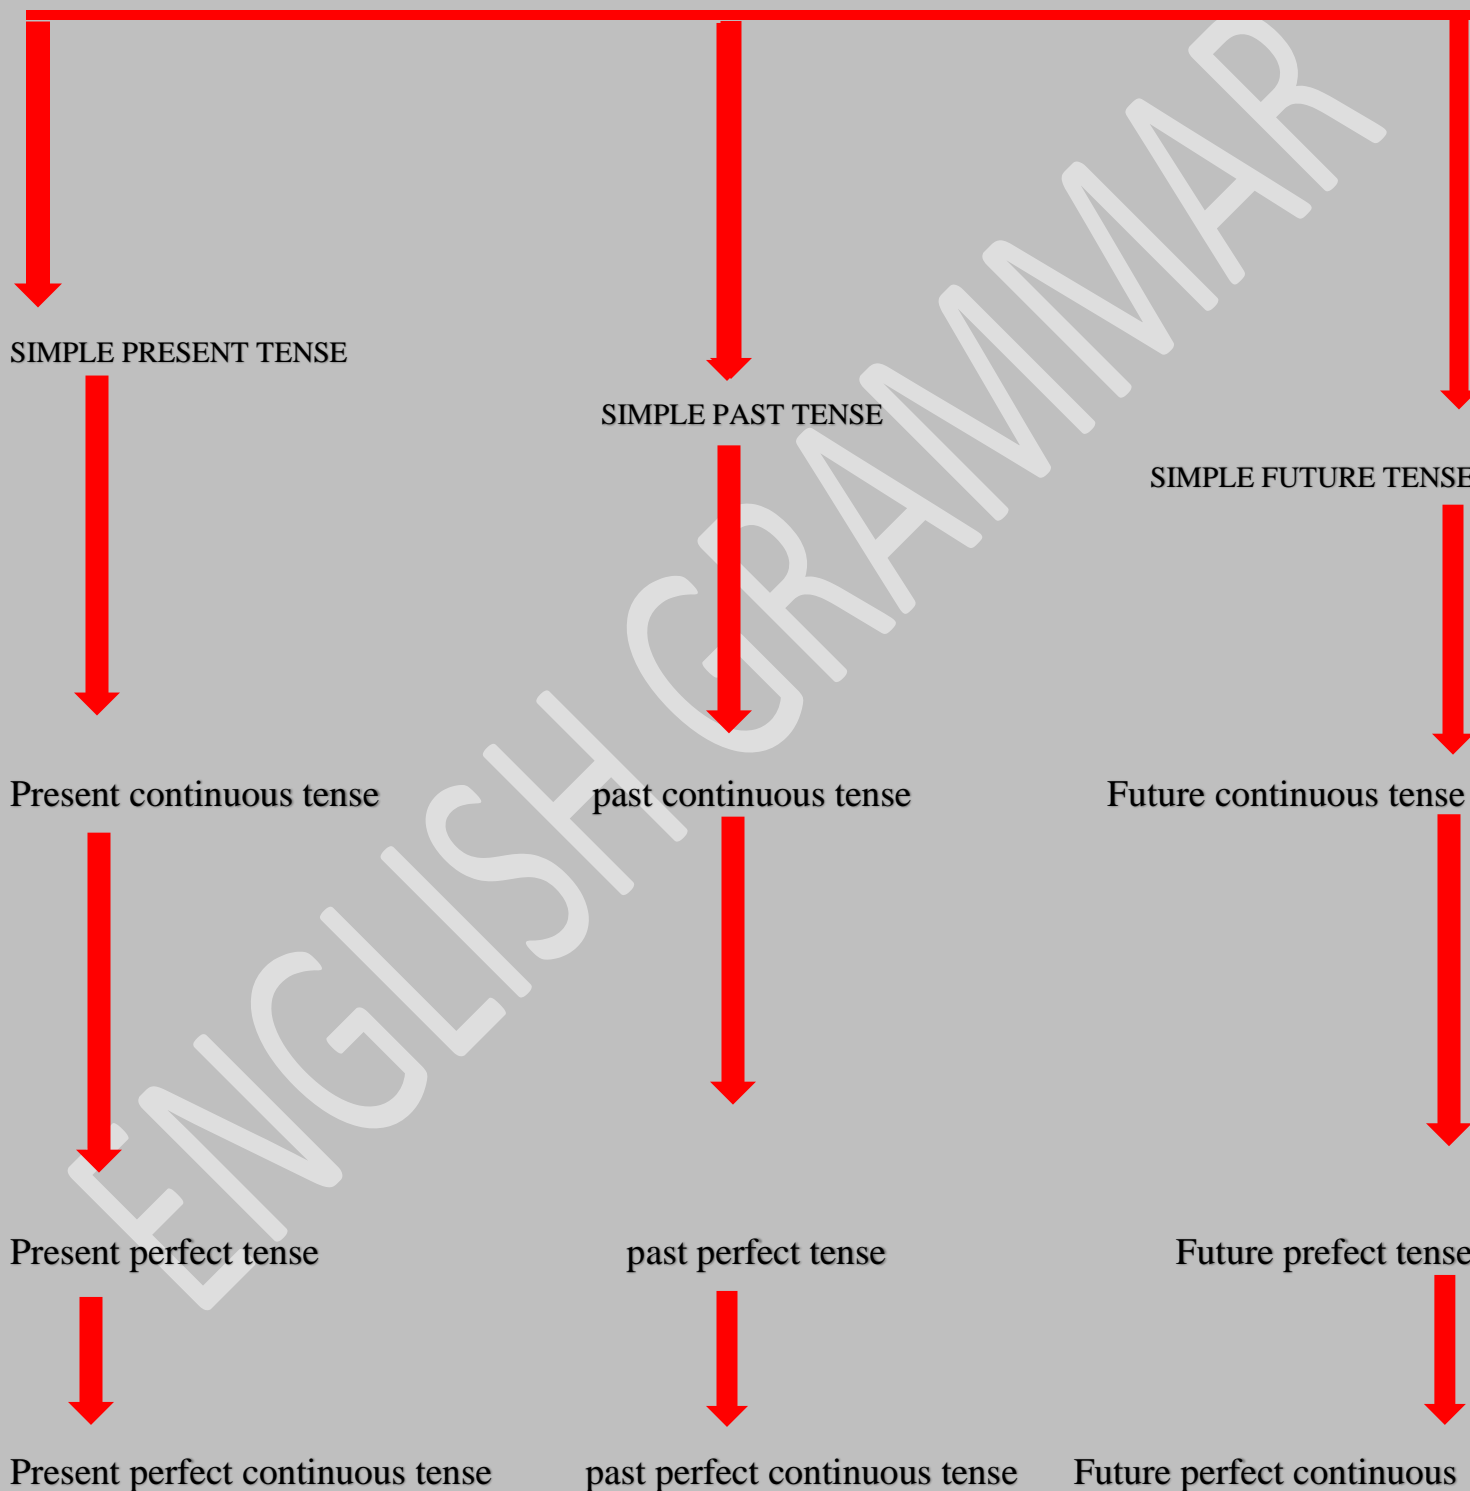 SIMPLE PRESENT TENSE
SIMPLE PAST TENSE
SIMPLE FUTURE TENSE
Present continuous tense past continuous tense Future continuous tense
Present perfect tense past perfect tense Future prefect tense
Present perfect continuous tense past perfect continuous tense Future perfect continuous
ENGLISH GRAMMAR